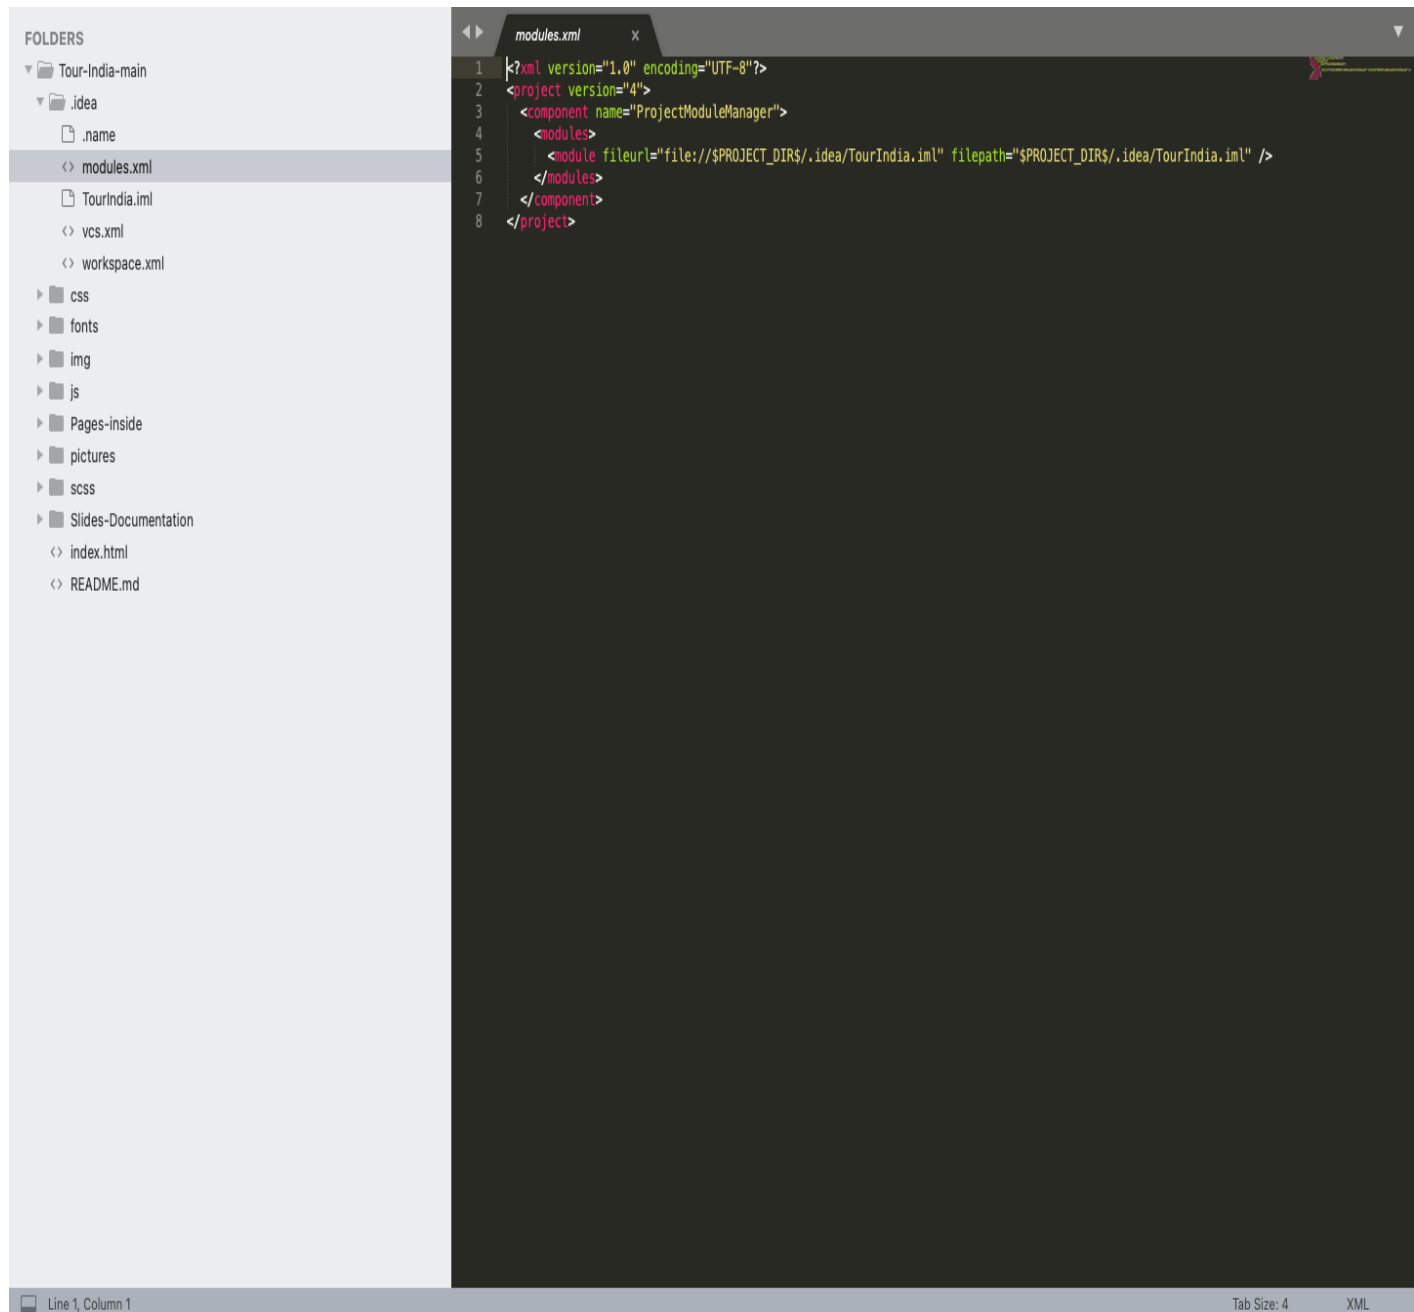 FOLDERS
Tour-India-main
.idea
.name
modules.xml
TourIndia.iml
vcs.xml
workspace.xml
css
fonts
img
js
Pages-inside
pictures
scss
Slides-Documentation
index.html
README.md
modules.xml
1 <?xml version="1.0" encoding="UTF-8"?>
2 <project version="4">
3 <component name="ProjectModuleManager">
4 <modules>
5 <module fileurl="file://$PROJECT_DIR$/.idea/TourIndia.iml" filepath="$PROJECT_DIR$/.idea/TourIndia.iml" />
6 </modules>
7 </component>
8 </project>
Line 1, Column 1
Tab Size: 4
XML